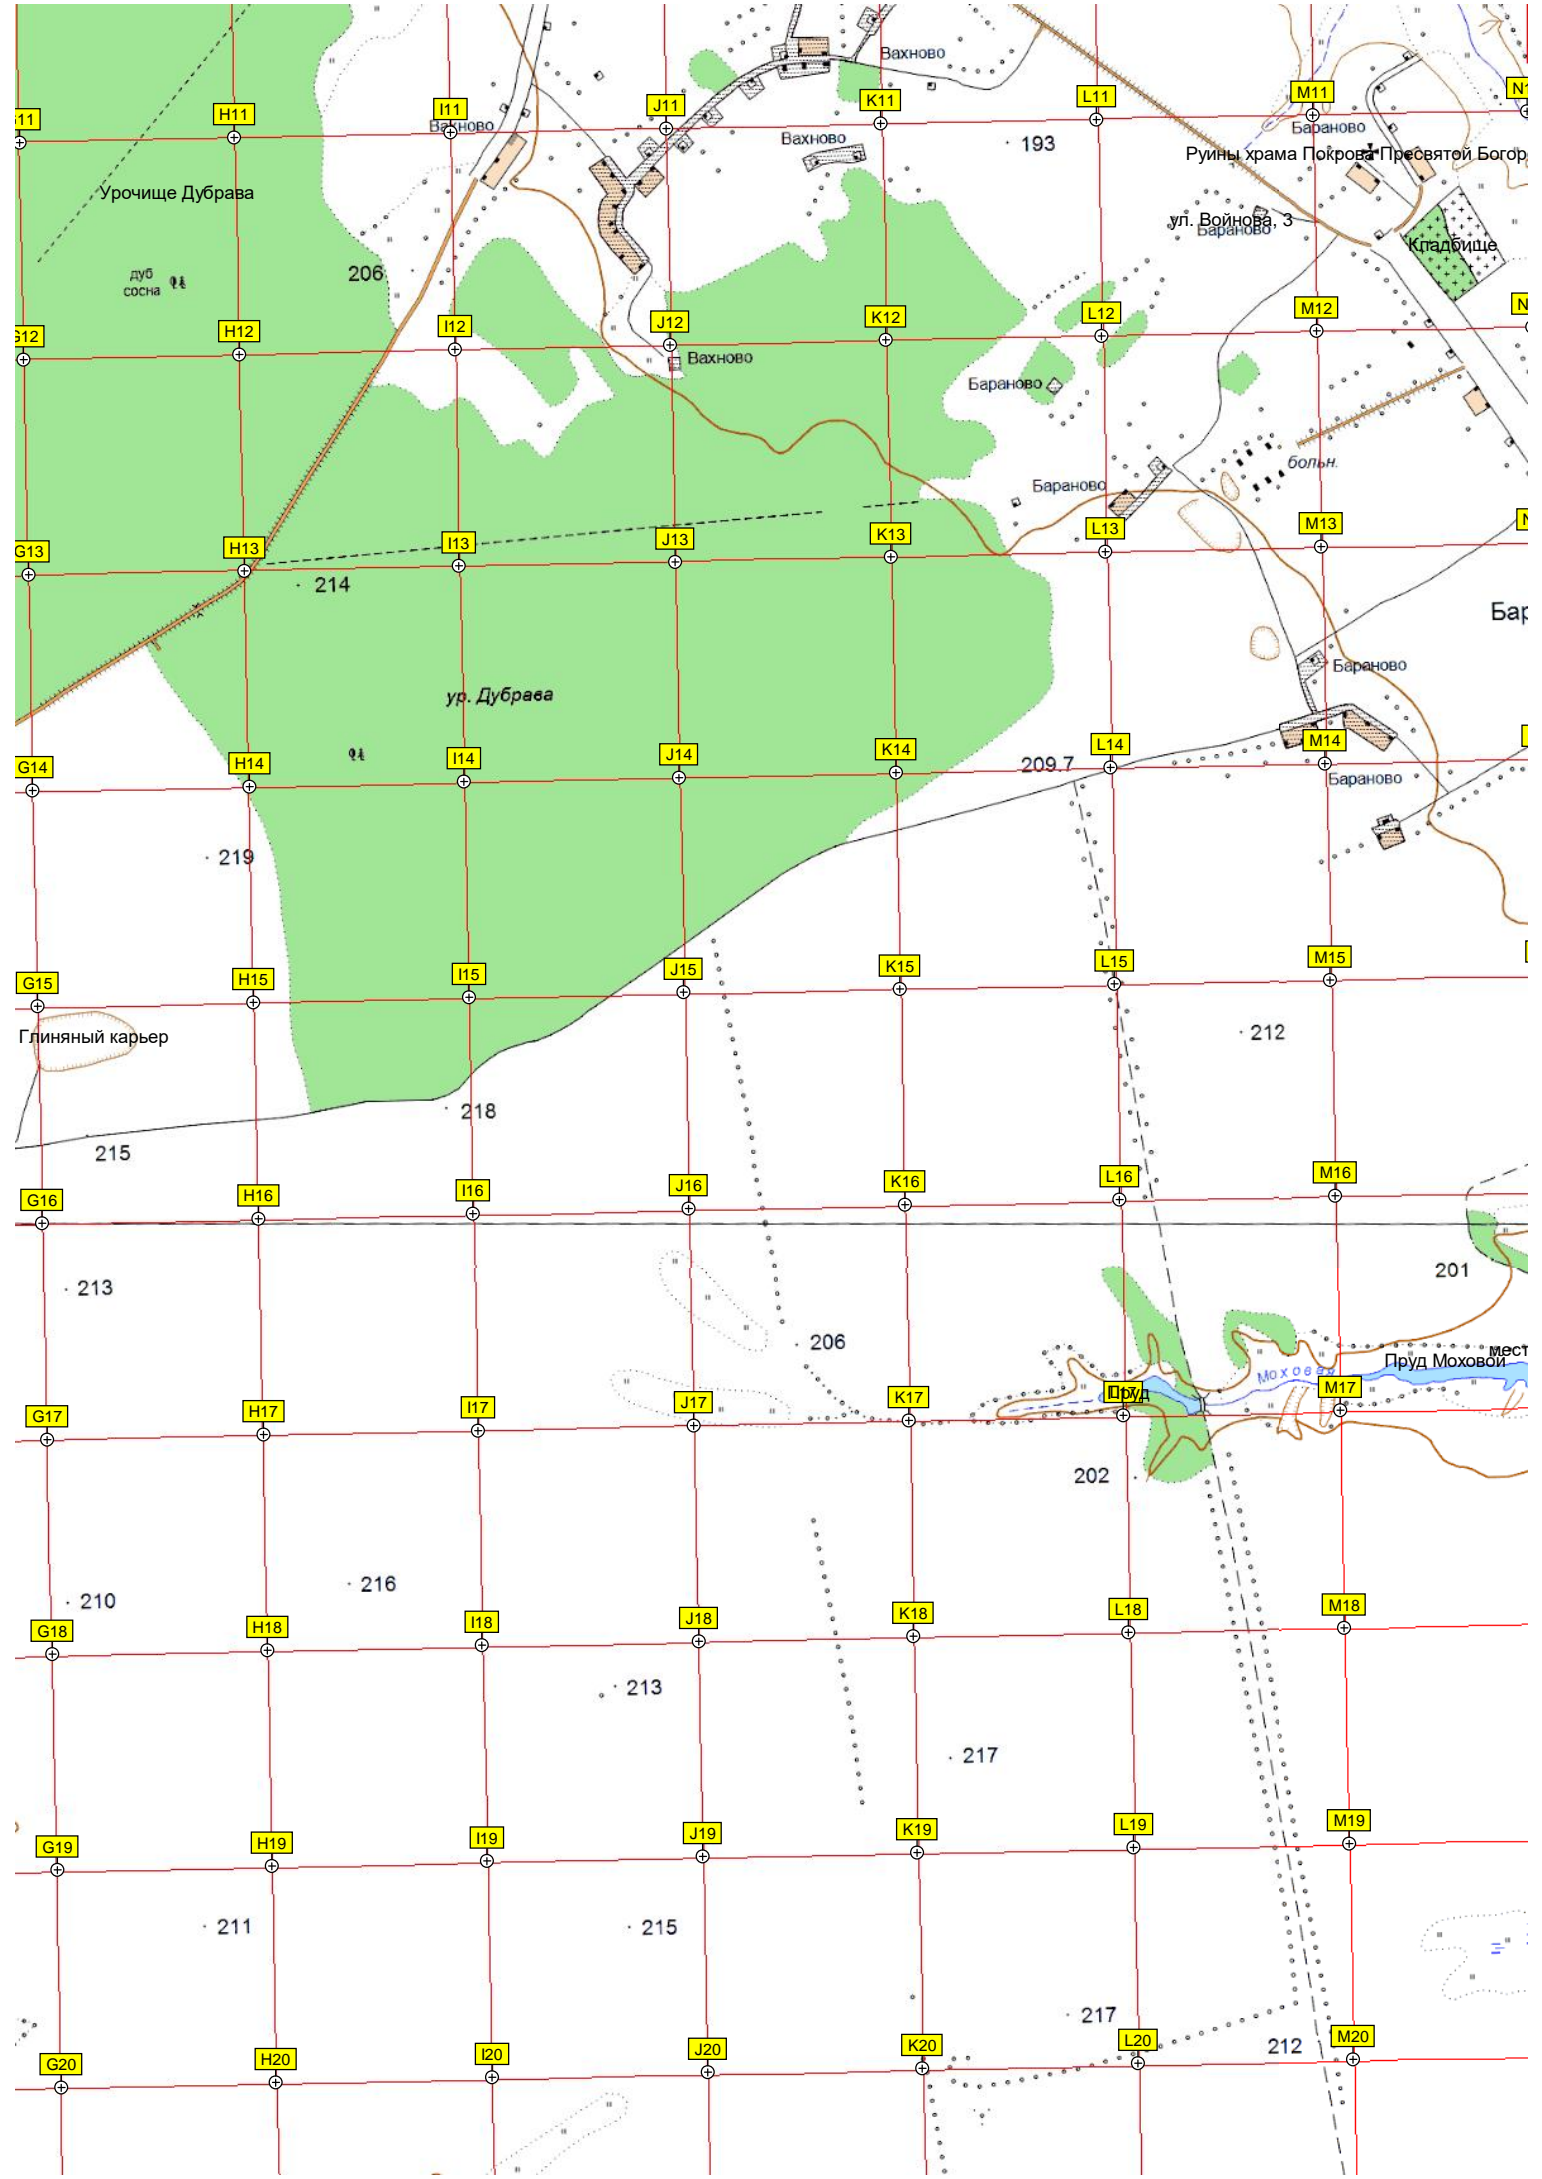 Вахново
G11
H11
I11
J11
K11
L11
M11
Вахново
Вахново
193
Бараново
Руины храма Покрова Пресвятой Богор
Урочище Дубрава
ул. Войнова, 3
Бараново
Кладбище
дуб
сосна
206
G12
H12
I12
J12
K12
L12
M12
N
Вахново
Бараново
больн.
Бараново
G13
H13
I13
J13
K13
L13
M13
N
214
Бар
Бараново
ур. Дубрава
G14
H14
I14
J14
K14
209.7
L14
M14
Бараново
219
G15
H15
I15
J15
K15
L15
M15
Глиняный карьер
212
218
215
G16
H16
I16
J16
K16
L16
M16
201
213
206
Моховая
Пруд Моховой
мест
G17
H17
I17
J17
K17
L17
Пруд
M17
202
216
210
G18
H18
I18
J18
K18
L18
M18
213
217
G19
H19
I19
J19
K19
L19
M19
211
215
217
212
G20
H20
I20
J20
K20
L20
M20